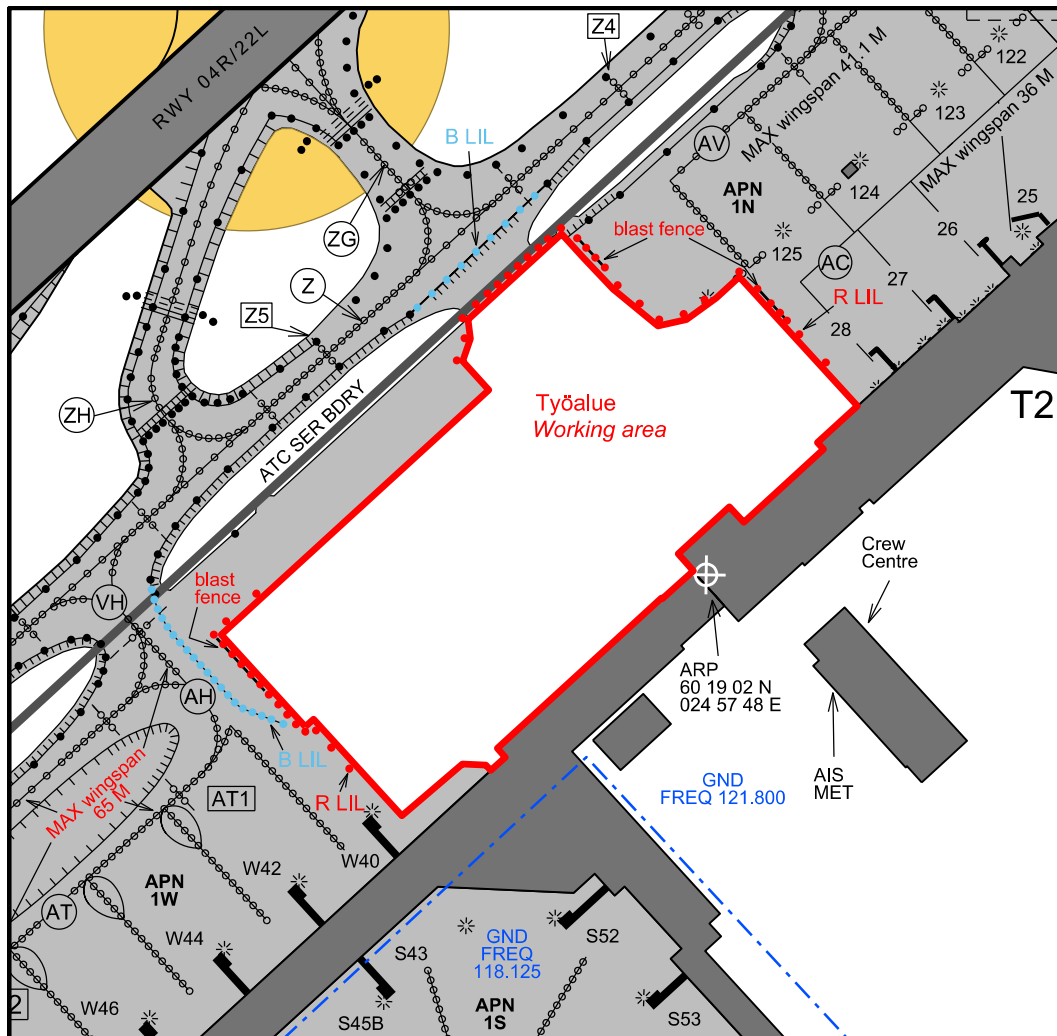 RWY 04R/22L
Z4
B LIL
ZG
Z
Z5
ZH
ATC SER BDRY
AV
APN
1N
MAX wingspan 41.1 M
MAX wingspan 36 M
122
123
124
125
25
26
27
28
AC
blast fence
R LIL
T2
Työalue
Working area
Crew
Centre
ARP
60 19 02 N
024 57 48 E
AIS
MET
GND
FREQ 121.800
blast
fence
VH
AH
B LIL
R LIL
MAX wingspan
65 M
AT1
AT
APN
1W
W40
W42
W44
W46
2
GND
FREQ
118.125
S43
S45B
S52
S53
APN
1S